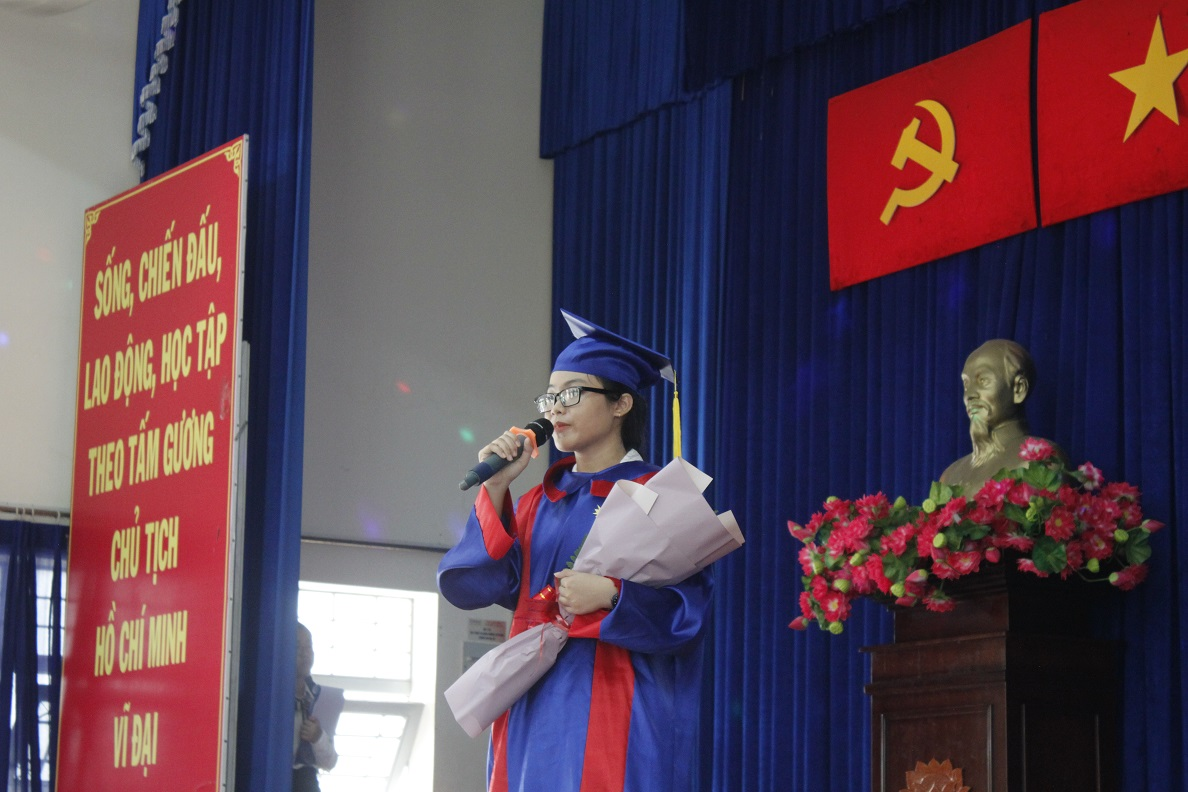 SỐNG, CHIẾN ĐẤU,
LAO ĐỘNG, HỌC TẬP
THEO TẤM GƯƠNG
CHỦ TỊCH
HỒ CHÍ MINH
VĨ ĐẠI